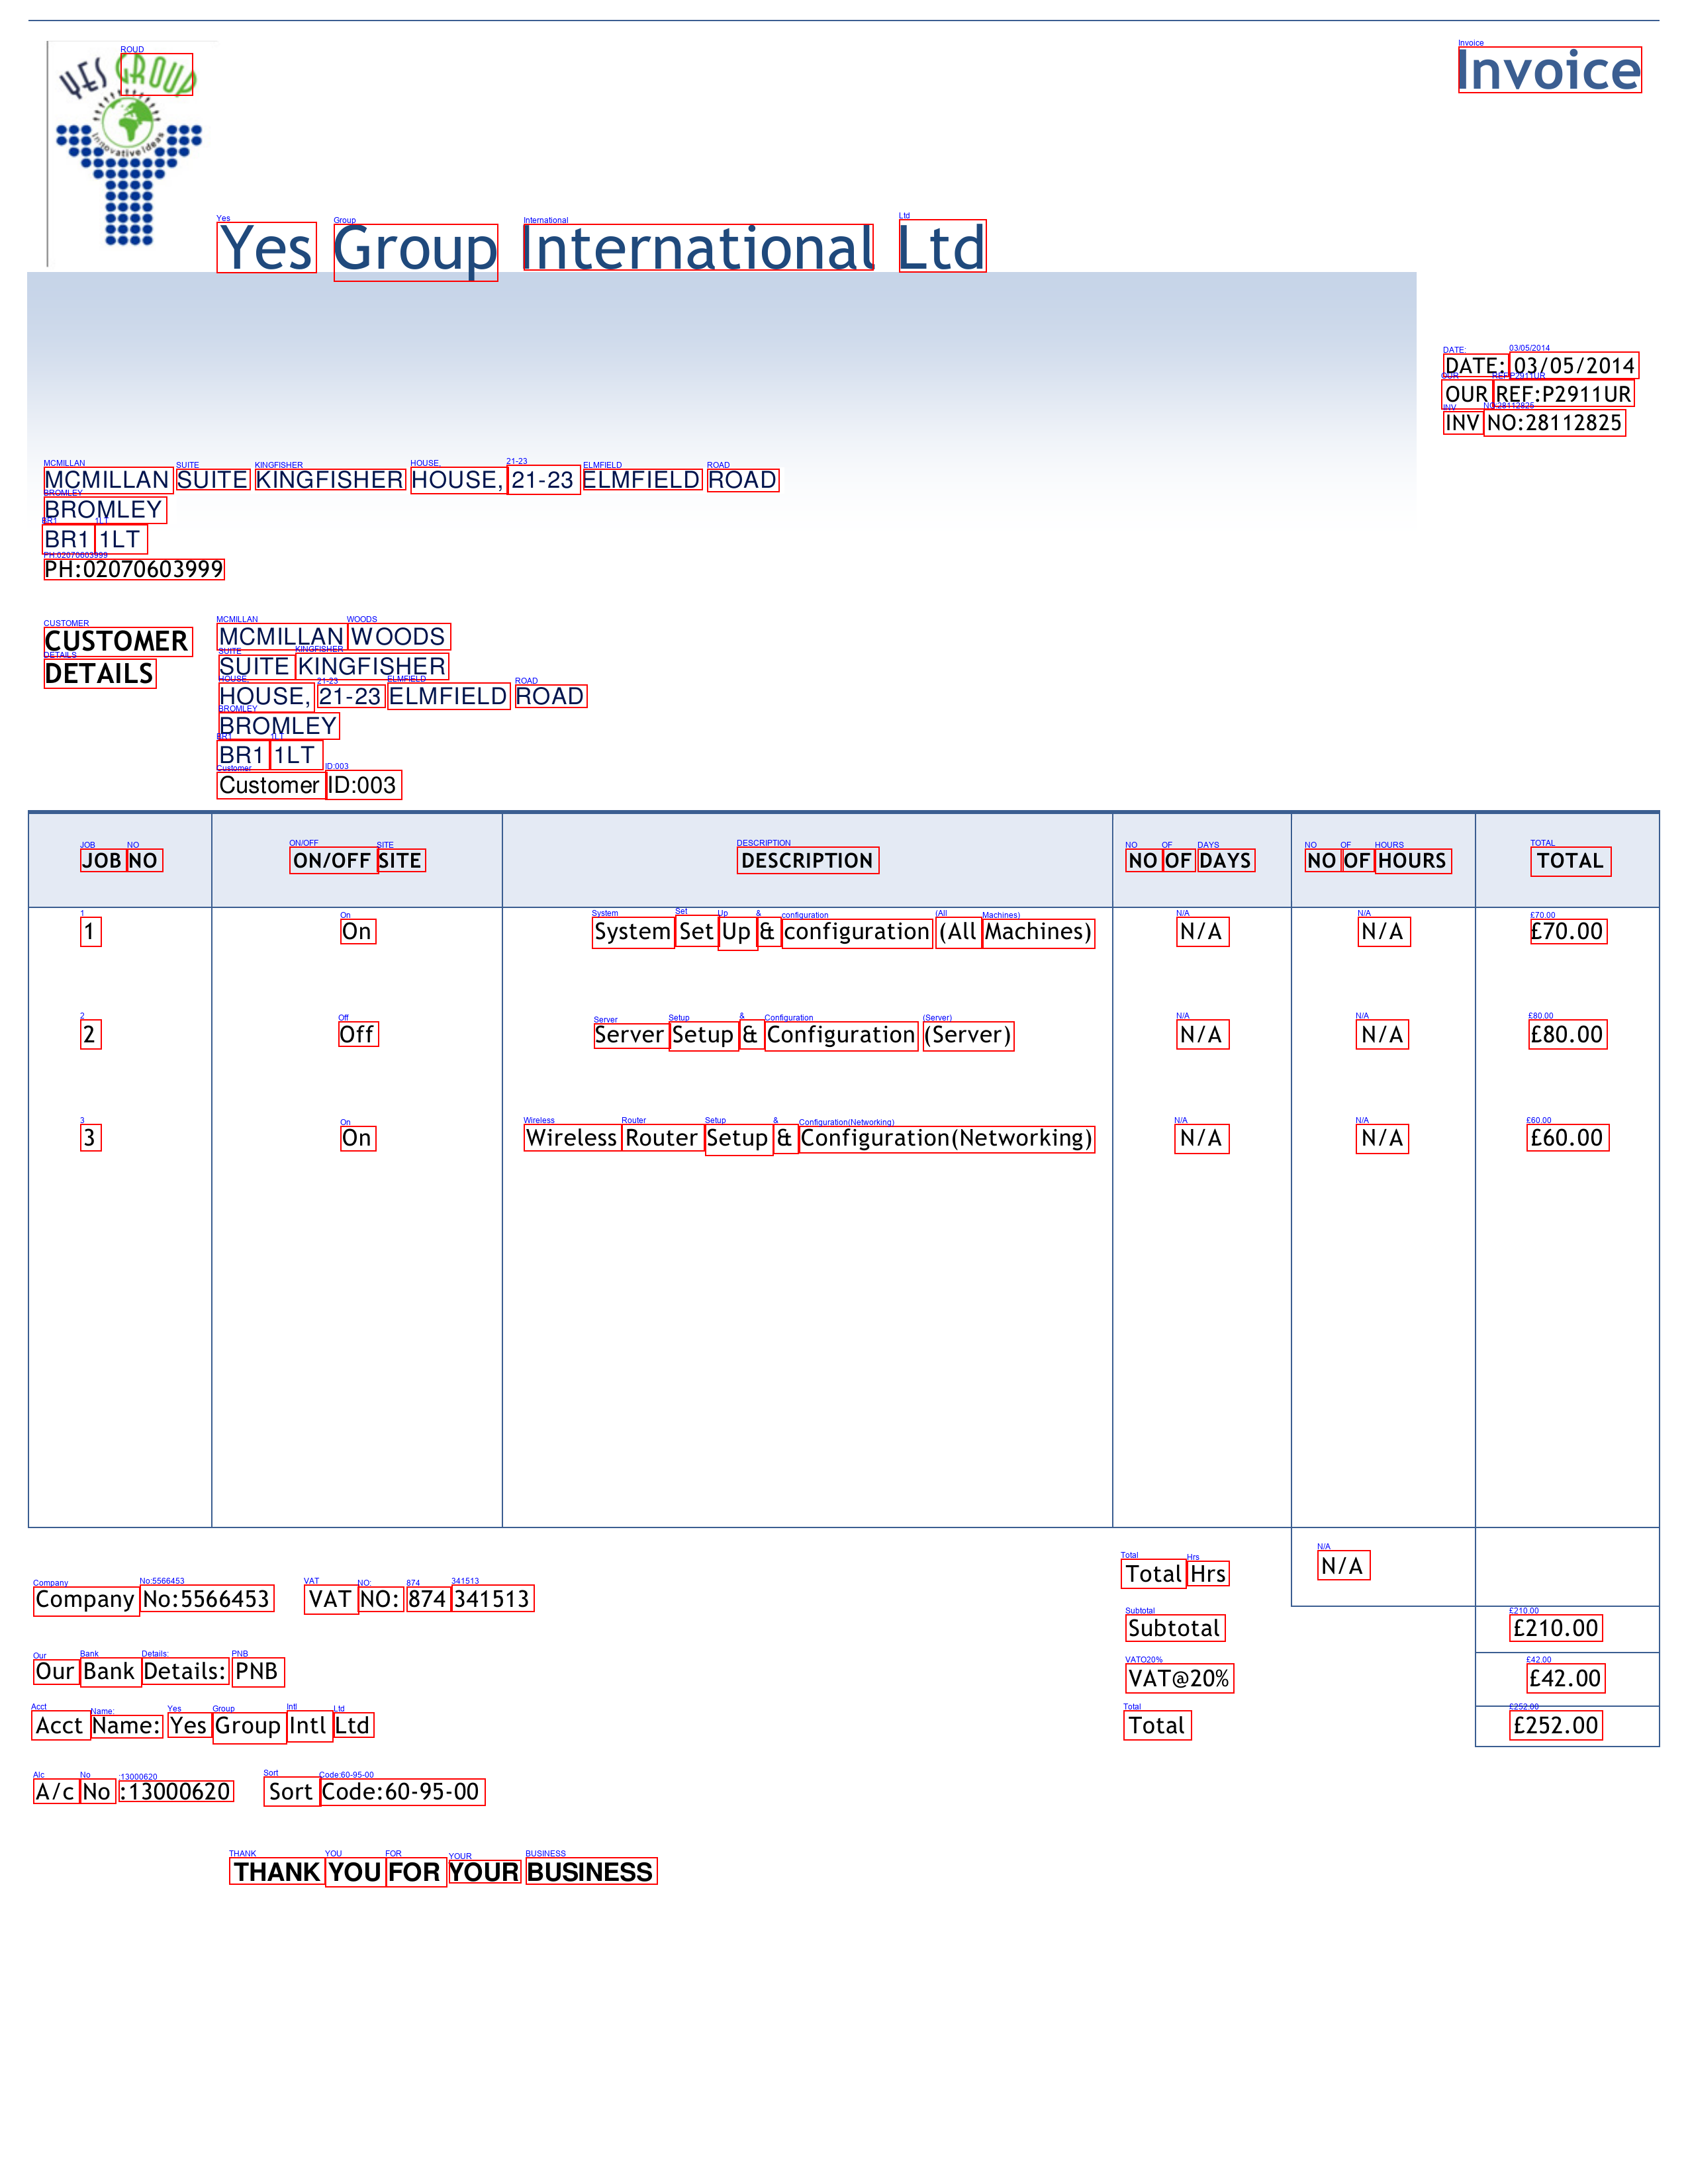 YES GROUP
Innovative Ideas
Invoice
Yes Group International Ltd
DATE: 03/05/2014
OUR REF:P2911UR
INV NO:28112825
MCMILLAN SUITE KINGFISHER HOUSE, 21-23 ELMFIELD ROAD
BROMLEY
BR1 1LT
PH:02070603999
CUSTOMER DETAILS
MCMILLAN WOODS
SUITE KINGFISHER
HOUSE, 21-23 ELMFIELD ROAD
BROMLEY
BR1 1LT
Customer ID:003
JOB NO ON/OFF SITE DESCRIPTION NO OF DAYS NO OF HOURS TOTAL
1 On System Set Up & configuration (All Machines) N/A N/A £70.00
2 Off Server Setup & Configuration (Server) N/A N/A £80.00
3 On Wireless Router Setup & Configuration(Networking) N/A N/A £60.00
Total Hrs N/A
Company No:5566453 VAT NO: 874 341513
Subtotal £210.00
Our Bank Details: PNB
VAT@20% £42.00
Acct Name: Yes Group Intl Ltd
Total £252.00
A/c No :13000620 Sort Code:60-95-00
THANK YOU FOR YOUR BUSINESS